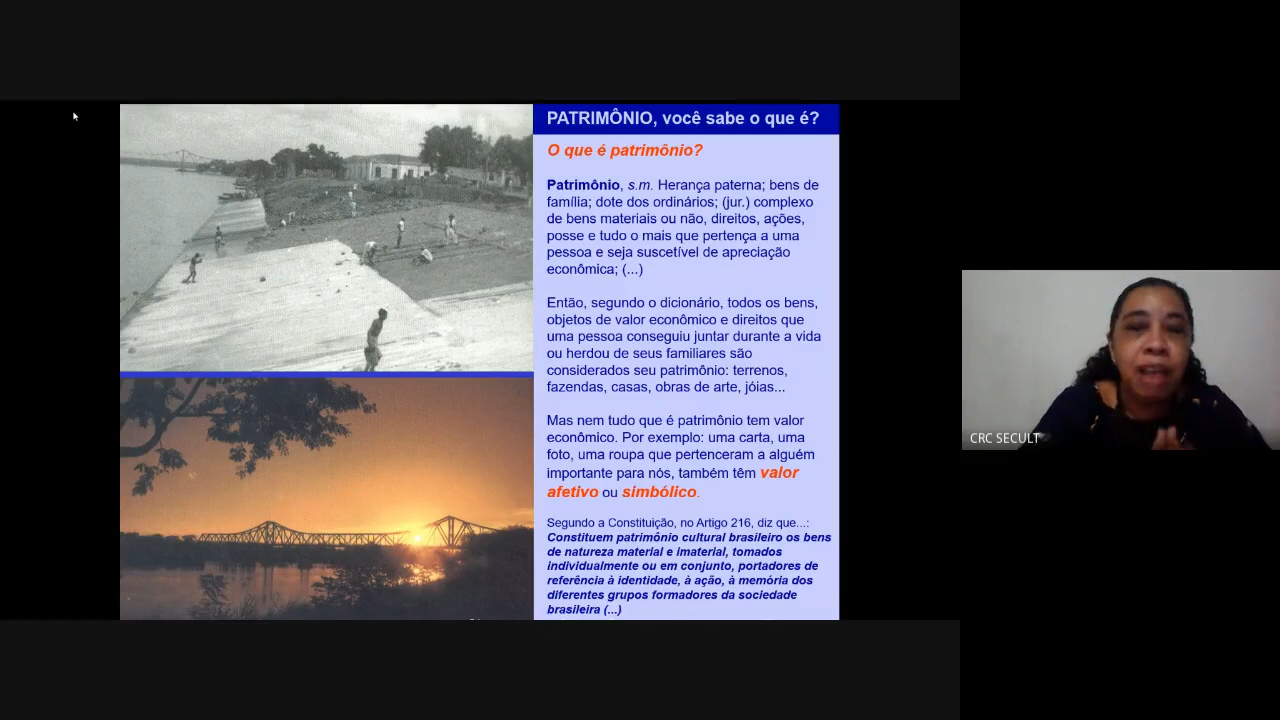 PATRIMÔNIO, você sabe o que é?
O que é patrimônio?
Patrimônio, s.m. Herança paterna; bens de
família; dote dos ordinários; (jur.) complexo
de bens materiais ou não, direitos, ações,
posse e tudo o mais que pertença a uma
pessoa e seja suscetível de apreciação
econômica; (...)
Então, segundo o dicionário, todos os bens,
objetos de valor econômico e direitos que
uma pessoa conseguiu juntar durante a vida
ou herdou de seus familiares são
considerados seu patrimônio: terrenos,
fazendas, casas, obras de arte, jóias...
Mas nem tudo que é patrimônio tem valor
econômico. Por exemplo: uma carta, uma
foto, uma roupa que pertenceram a alguém
importante para nós, também têm valor
afetivo ou simbólico.
Segundo a Constituição, no Artigo 216, diz que...:
Constituem patrimônio cultural brasileiro os bens
de natureza material e imaterial, tomados
individualmente ou em conjunto, portadores de
referência à identidade, à ação, à memória dos
diferentes grupos formadores da sociedade
brasileira (...)
CRC SECULT